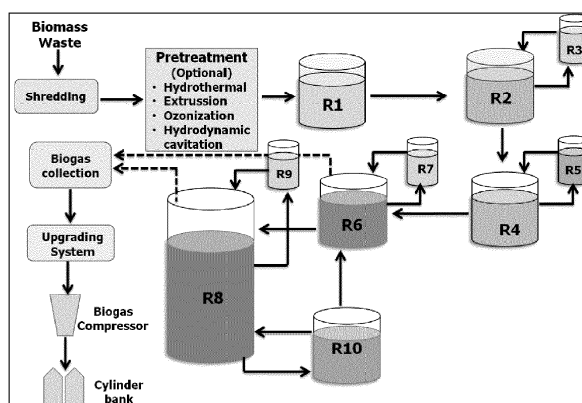 Biomass
Waste
Shredding
Pretreatment
(Optional)
• Hydrothermal
• Extrussion
• Ozonization
• Hydrodynamic
cavitation
R1
R2
R3
R4
R5
R6
R7
R8
R9
R10
Biogas
collection
Upgrading
System
Biogas
Compressor
Cylinder
bank